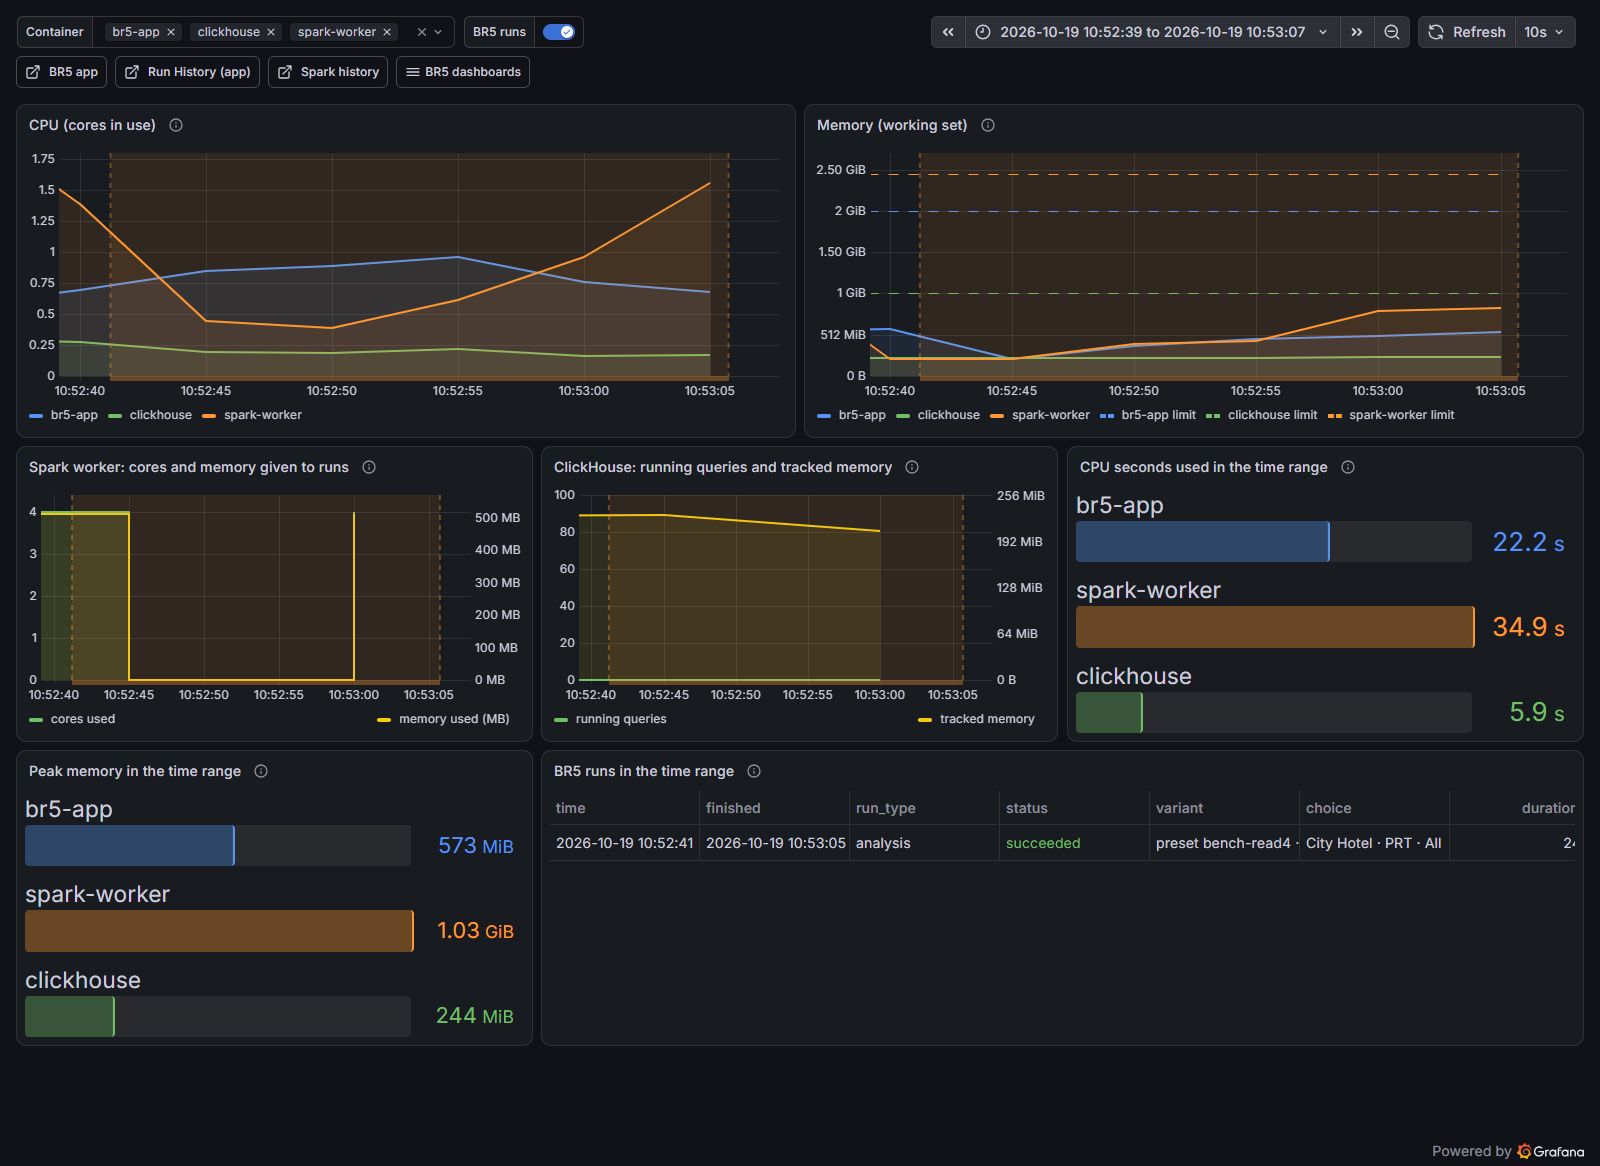 Container br5-app clickhouse spark-worker BR5 runs 2026-10-19 10:52:39 to 2026-10-19 10:53:07 Refresh 10s
BR5 app Run History (app) Spark history BR5 dashboards
CPU (cores in use)
1.75
1.5
1.25
1
0.75
0.5
0.25
0
10:52:40 10:52:45 10:52:50 10:52:55 10:53:00 10:53:05
br5-app clickhouse spark-worker
Memory (working set)
2.50 GiB
2 GiB
1.50 GiB
1 GiB
512 MiB
0 B
10:52:40 10:52:45 10:52:50 10:52:55 10:53:00 10:53:05
br5-app clickhouse spark-worker br5-app limit clickhouse limit spark-worker limit
Spark worker: cores and memory given to runs
4
3
2
1
0
500 MB
400 MB
300 MB
200 MB
100 MB
0 MB
10:52:40 10:52:45 10:52:50 10:52:55 10:53:00 10:53:05
cores used memory used (MB)
ClickHouse: running queries and tracked memory
100
80
60
40
20
0
256 MiB
192 MiB
128 MiB
64 MiB
0 B
10:52:40 10:52:45 10:52:50 10:52:55 10:53:00 10:53:05
running queries tracked memory
CPU seconds used in the time range
br5-app
22.2 s
spark-worker
34.9 s
clickhouse
5.9 s
Peak memory in the time range
br5-app
573 MiB
spark-worker
1.03 GiB
clickhouse
244 MiB
BR5 runs in the time range
time finished run_type status variant choice duration
2026-10-19 10:52:41 2026-10-19 10:53:05 analysis succeeded preset bench-read4 · City Hotel · PRT · All 24
Powered by Grafana